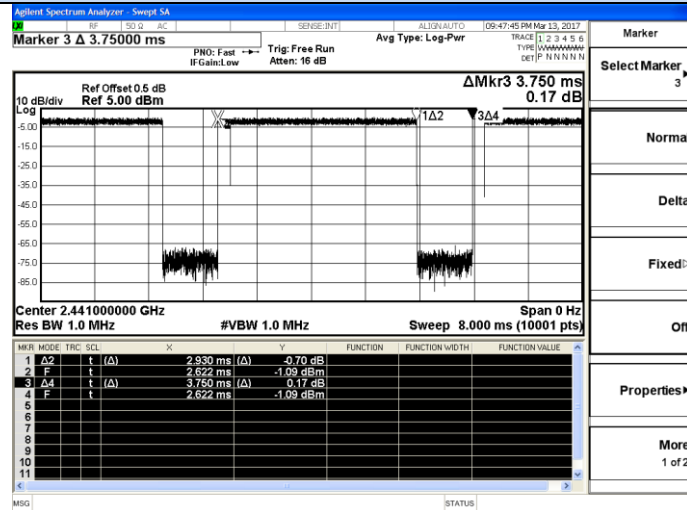 Agilent Spectrum Analyzer - Swept SA
LXI RF 50 Ω AC SENSE:INT ALIGNAUTO 09:47:45 PM Mar 13, 2017
Marker 3 Δ 3.75000 ms
PNO: Fast
IFGain:Low
Trig: Free Run
Atten: 16 dB
Avg Type: Log-Pwr
TRACE 1 2 3 4 5 6
TYPE WWWWWW
DET P N N N N N
ΔMkr3 3.750 ms
0.17 dB
Ref Offset 0.5 dB
10 dB/div Ref 5.00 dBm
Log
1Δ2
3Δ4
-5.00
-15.0
-25.0
-35.0
-45.0
-55.0
-65.0
-75.0
-85.0
Center 2.441000000 GHz Span 0 Hz
Res BW 1.0 MHz #VBW 1.0 MHz Sweep 8.000 ms (10001 pts)
MKR MODE TRC SCL X Y FUNCTION FUNCTION WIDTH FUNCTION VALUE
1 Δ2 t (Δ) 2.930 ms (Δ) -0.70 dB
2 F t 2.622 ms -1.09 dBm
3 Δ4 t (Δ) 3.750 ms (Δ) 0.17 dB
4 F t 2.622 ms -1.09 dBm
5
6
7
8
9
10
11
MSG STATUS
Marker
Select Marker
3
Norma
Delta
Fixed
Off
Properties
More
1 of 2